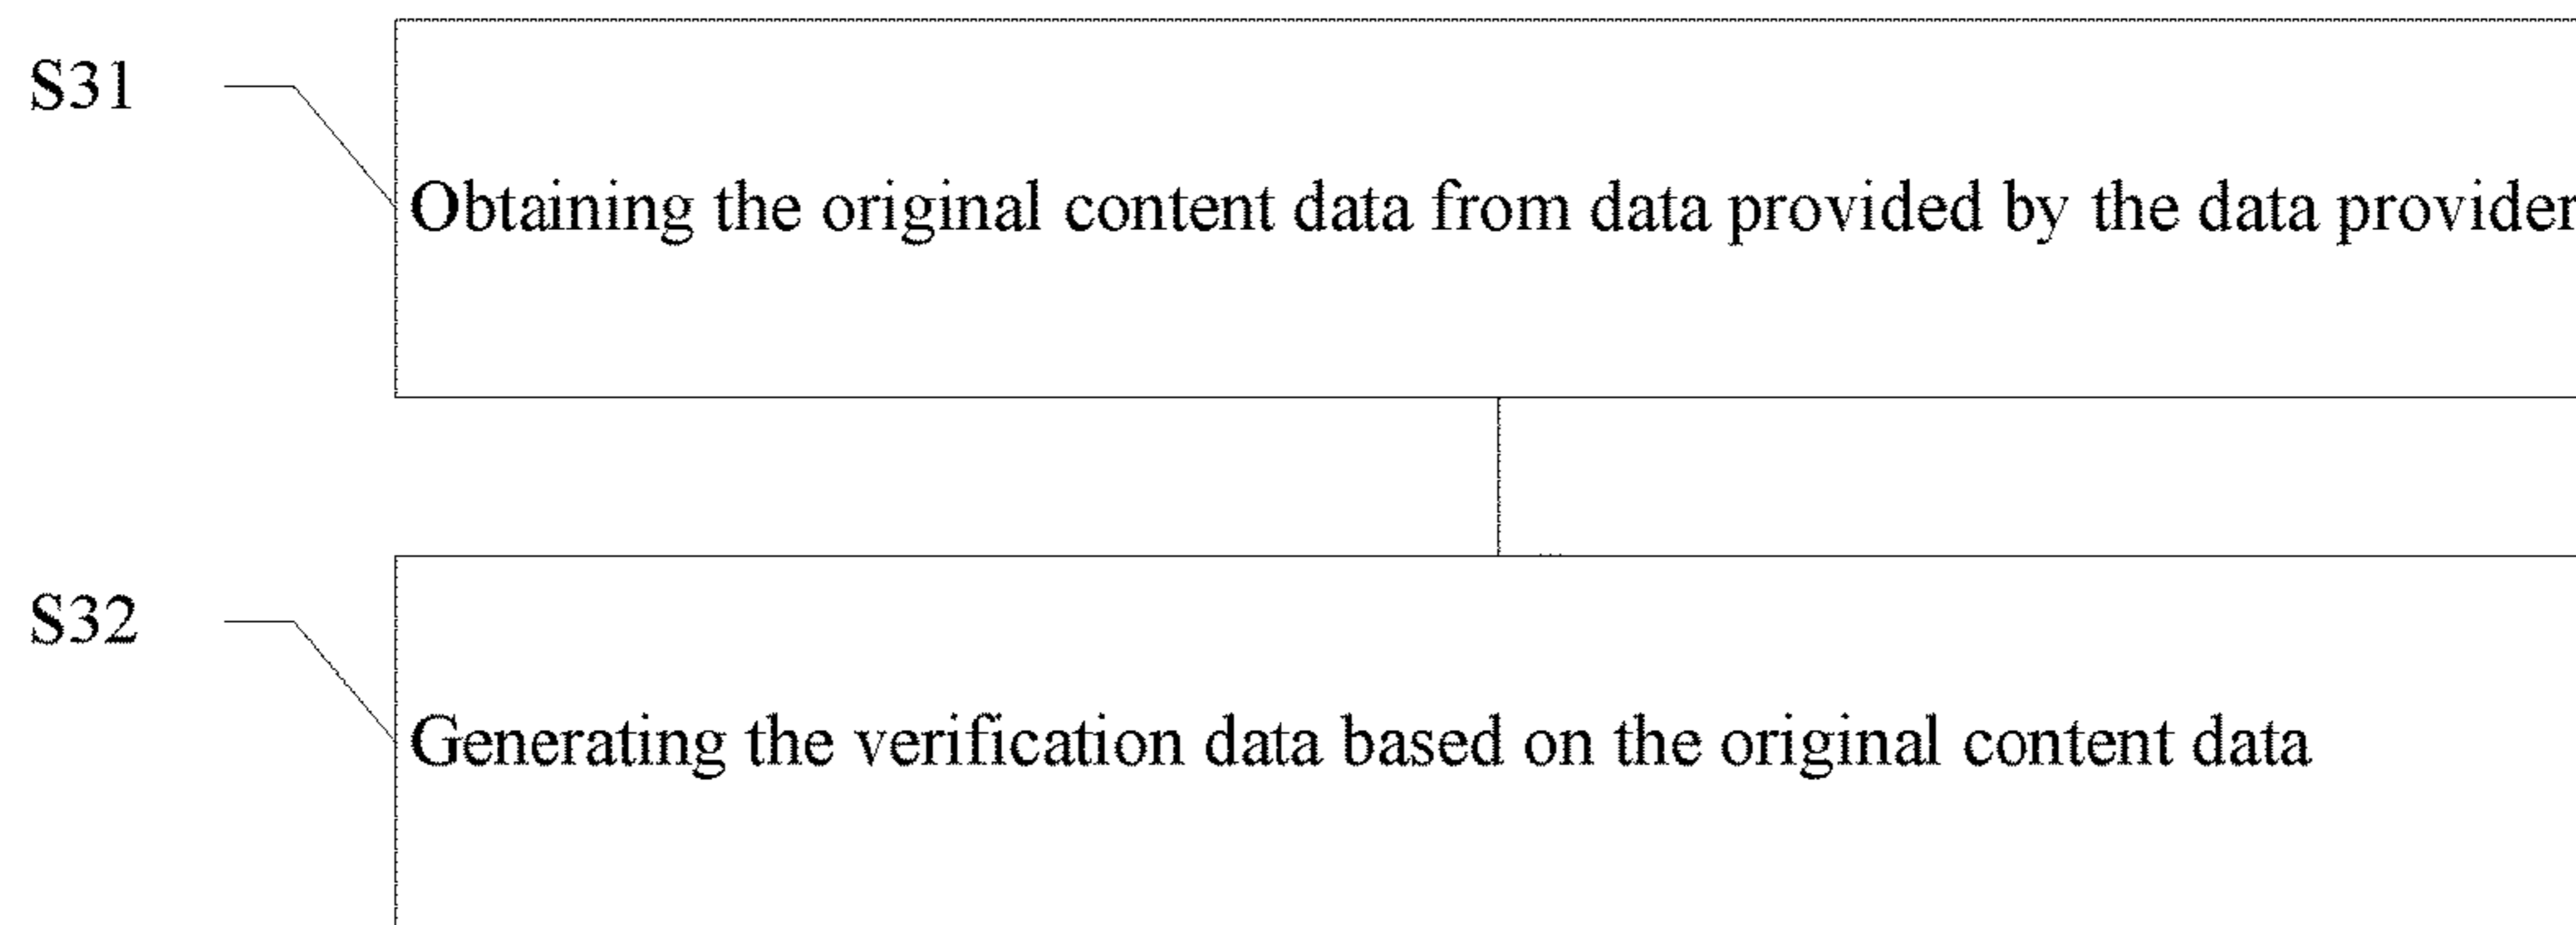 S31
Obtaining the original content data from data provided by the data provider
S32
Generating the verification data based on the original content data